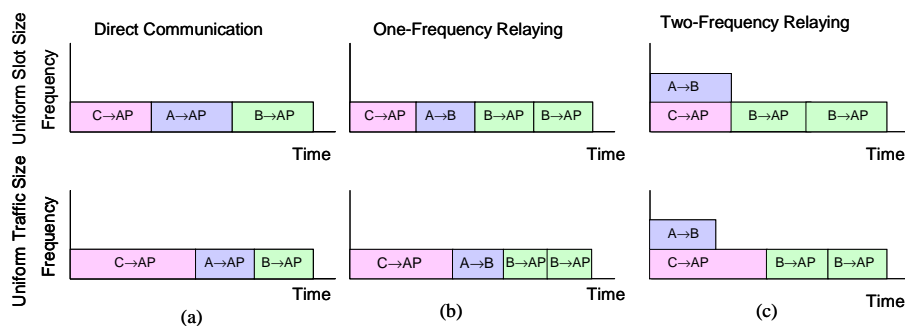 Direct Communication
One-Frequency Relaying
Two-Frequency Relaying
Uniform Slot Size
Frequency
C→AP
A→AP
B→AP
Time
C→AP
A→B
B→AP
B→AP
Time
A→B
C→AP
B→AP
B→AP
Time
Uniform Traffic Size
Frequency
C→AP
A→AP
B→AP
Time
C→AP
A→B
B→AP
B→AP
Time
A→B
C→AP
B→AP
B→AP
Time
(a)
(b)
(c)